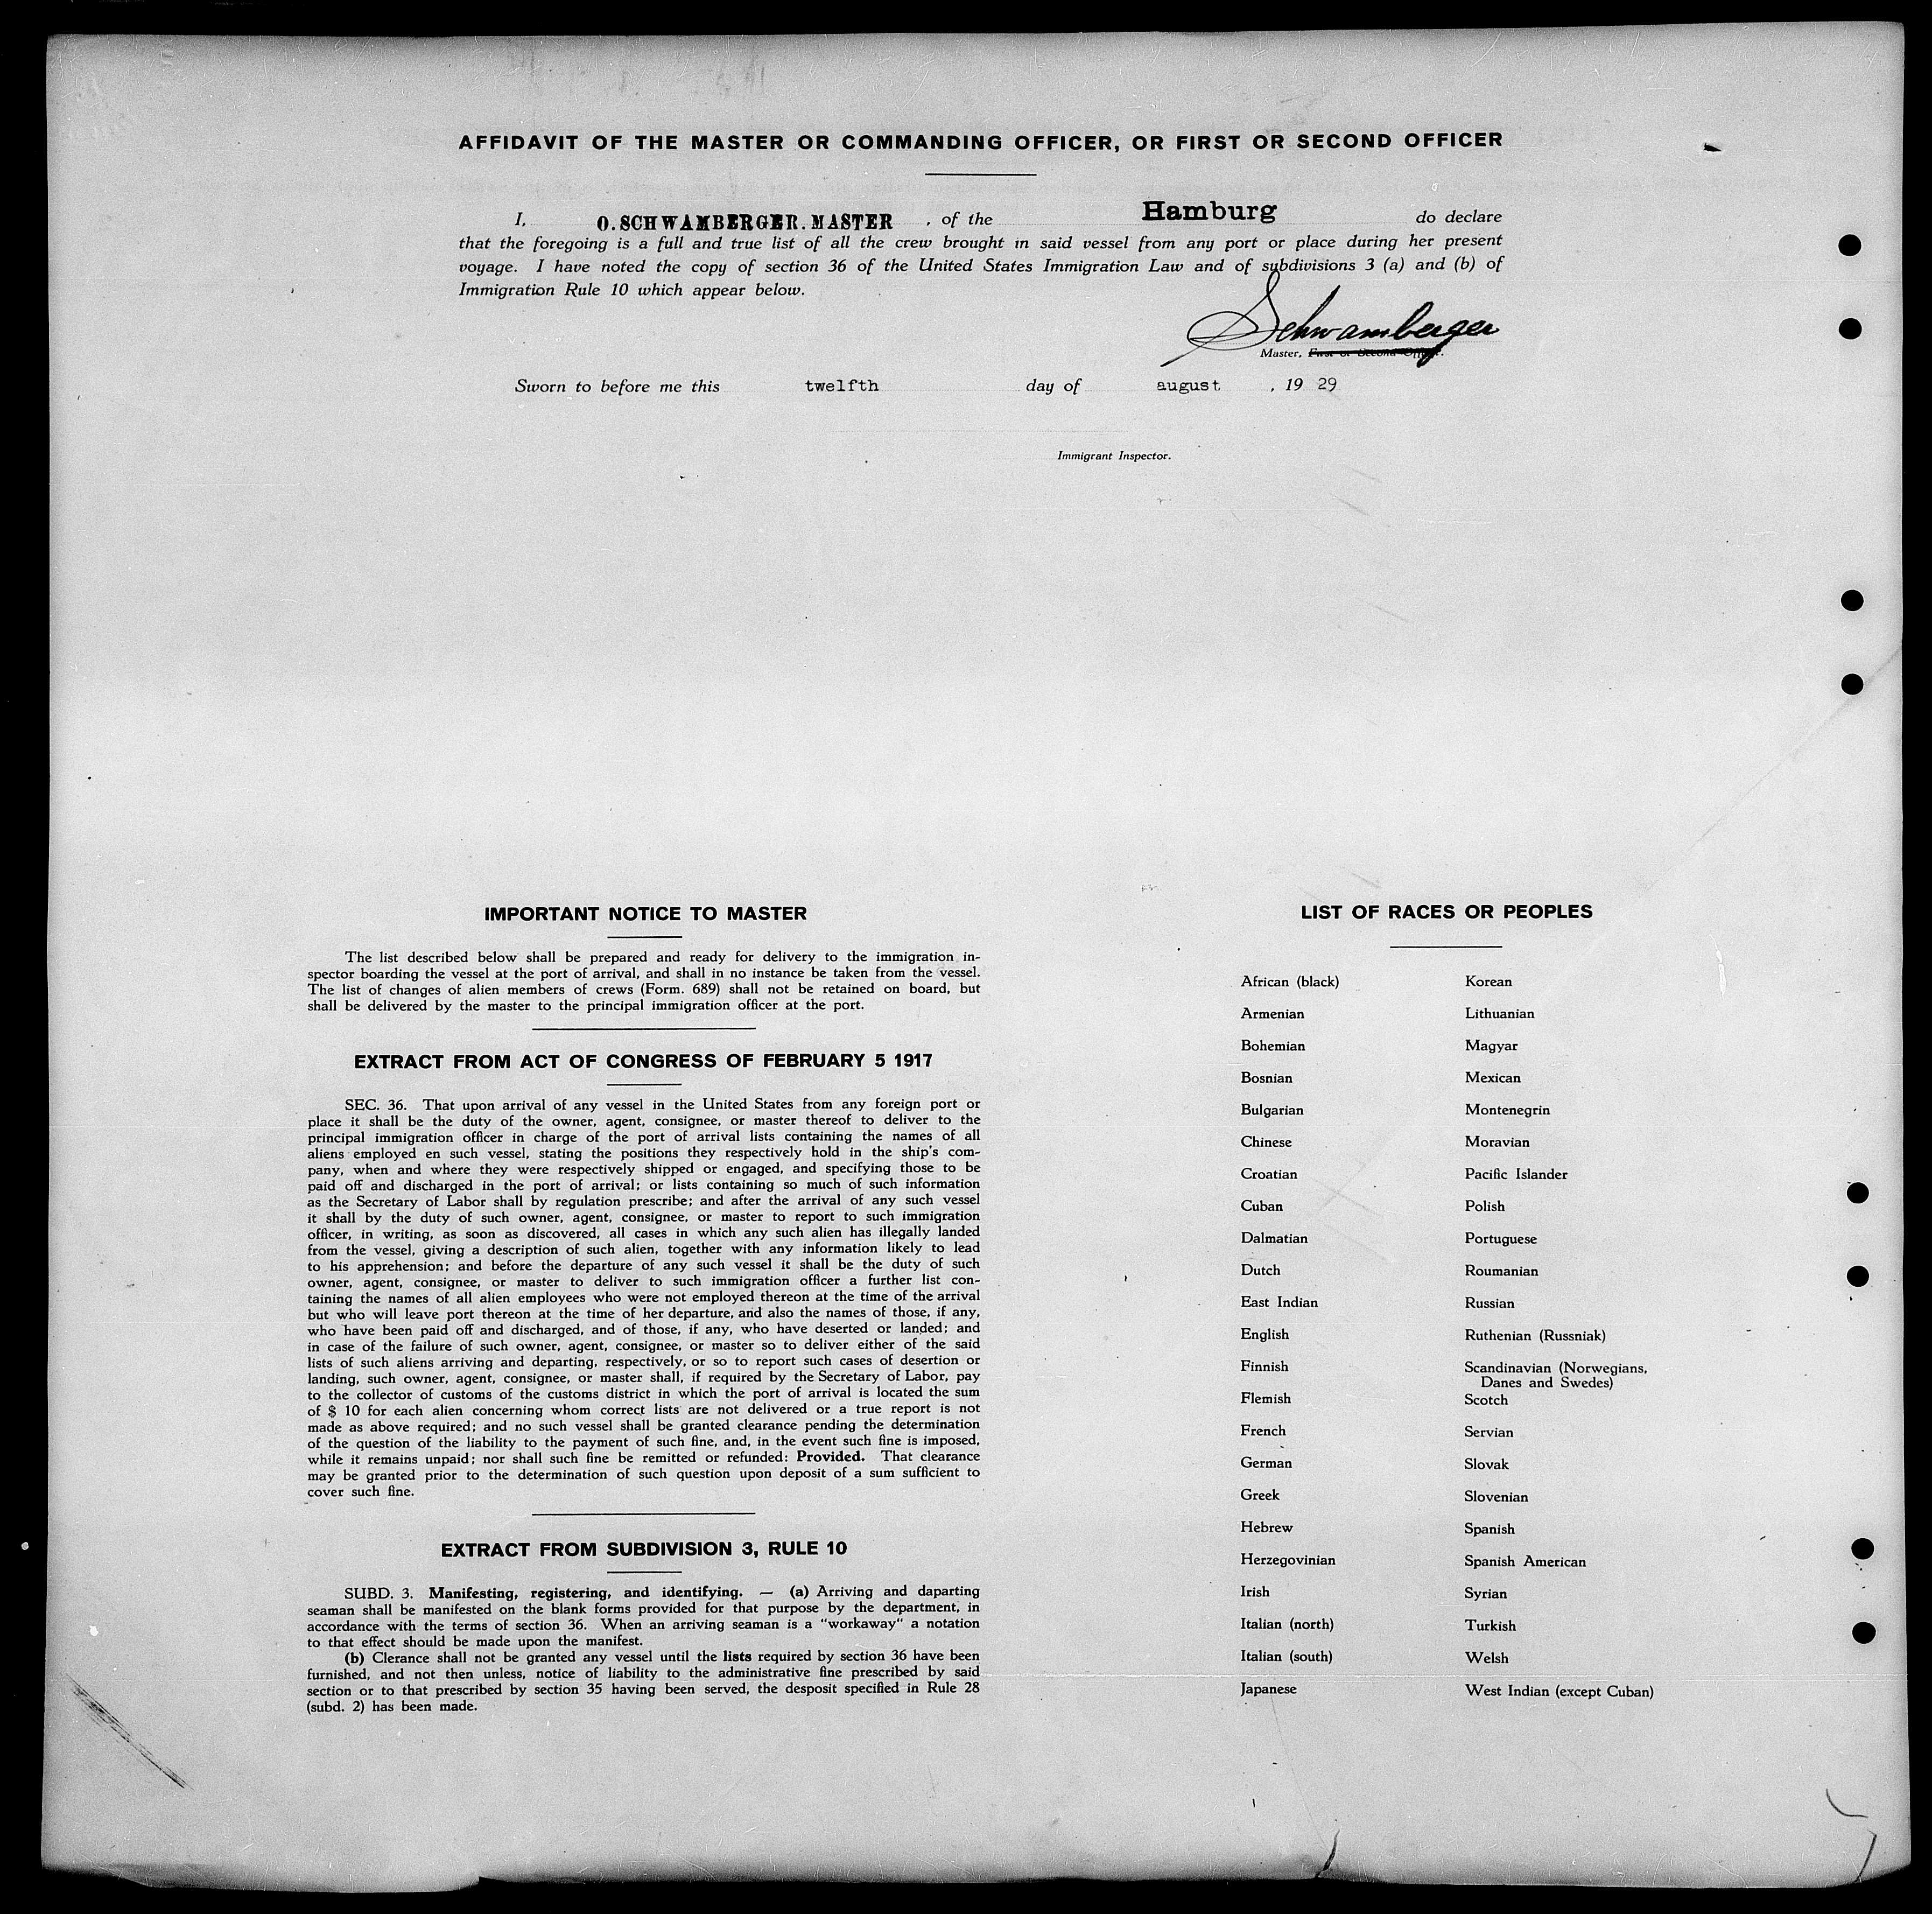 AFFIDAVIT OF THE MASTER OR COMMANDING OFFICER, OR FIRST OR SECOND OFFICER
I, O. SCHWAMBERGER. MASTER , of the Hamburg do declare
that the foregoing is a full and true list of all the crew brought in said vessel from any port or place during her present
voyage. I have noted the copy of section 36 of the United States Immigration Law and of subdivisions 3 (a) and (b) of
Immigration Rule 10 which appear below.
Schwamberger
Master, First or Second Officer.
Sworn to before me this twelfth day of august , 19 29
Immigrant Inspector.
IMPORTANT NOTICE TO MASTER
The list described below shall be prepared and ready for delivery to the immigration in-
spector boarding the vessel at the port of arrival, and shall in no instance be taken from the vessel.
The list of changes of alien members of crews (Form. 689) shall not be retained on board, but
shall be delivered by the master to the principal immigration officer at the port.
EXTRACT FROM ACT OF CONGRESS OF FEBRUARY 5 1917
SEC. 36. That upon arrival of any vessel in the United States from any foreign port or
place it shall be the duty of the owner, agent, consignee, or master thereof to deliver to the
principal immigration officer in charge of the port of arrival lists containing the names of all
aliens employed en such vessel, stating the positions they respectively hold in the ship's com-
pany, when and where they were respectively shipped or engaged, and specifying those to be
paid off and discharged in the port of arrival; or lists containing so much of such information
as the Secretary of Labor shall by regulation prescribe; and after the arrival of any such vessel
it shall by the duty of such owner, agent, consignee, or master to report to such immigration
officer, in writing, as soon as discovered, all cases in which any such alien has illegally landed
from the vessel, giving a description of such alien, together with any information likely to lead
to his apprehension; and before the departure of any such vessel it shall be the duty of such
owner, agent, consignee, or master to deliver to such immigration officer a further list con-
taining the names of all alien employees who were not employed thereon at the time of the arrival
but who will leave port thereon at the time of her departure, and also the names of those, if any,
who have been paid off and discharged, and of those, if any, who have deserted or landed; and
in case of the failure of such owner, agent, consignee, or master so to deliver either of the said
lists of such aliens arriving and departing, respectively, or so to report such cases of desertion or
landing, such owner, agent, consignee, or master shall, if required by the Secretary of Labor, pay
to the collector of customs of the customs district in which the port of arrival is located the sum
of $ 10 for each alien concerning whom correct lists are not delivered or a true report is not
made as above required; and no such vessel shall be granted clearance pending the determination
of the question of the liability to the payment of such fine, and, in the event such fine is imposed,
while it remains unpaid; nor shall such fine be remitted or refunded: Provided. That clearance
may be granted prior to the determination of such question upon deposit of a sum sufficient to
cover such fine.
EXTRACT FROM SUBDIVISION 3, RULE 10
SUBD. 3. Manifesting, registering, and identifying. — (a) Arriving and daparting
seaman shall be manifested on the blank forms provided for that purpose by the department, in
accordance with the terms of section 36. When an arriving seaman is a "workaway" a notation
to that effect should be made upon the manifest.
(b) Clerance shall not be granted any vessel until the lists required by section 36 have been
furnished, and not then unless, notice of liability to the administrative fine prescribed by said
section or to that prescribed by section 35 having been served, the desposit specified in Rule 28
(subd. 2) has been made.
LIST OF RACES OR PEOPLES
African (black)
Armenian
Bohemian
Bosnian
Bulgarian
Chinese
Croatian
Cuban
Dalmatian
Dutch
East Indian
English
Finnish
Flemish
French
German
Greek
Hebrew
Herzegovinian
Irish
Italian (north)
Italian (south)
Japanese
Korean
Lithuanian
Magyar
Mexican
Montenegrin
Moravian
Pacific Islander
Polish
Portuguese
Roumanian
Russian
Ruthenian (Russniak)
Scandinavian (Norwegians,
Danes and Swedes)
Scotch
Servian
Slovak
Slovenian
Spanish
Spanish American
Syrian
Turkish
Welsh
West Indian (except Cuban)